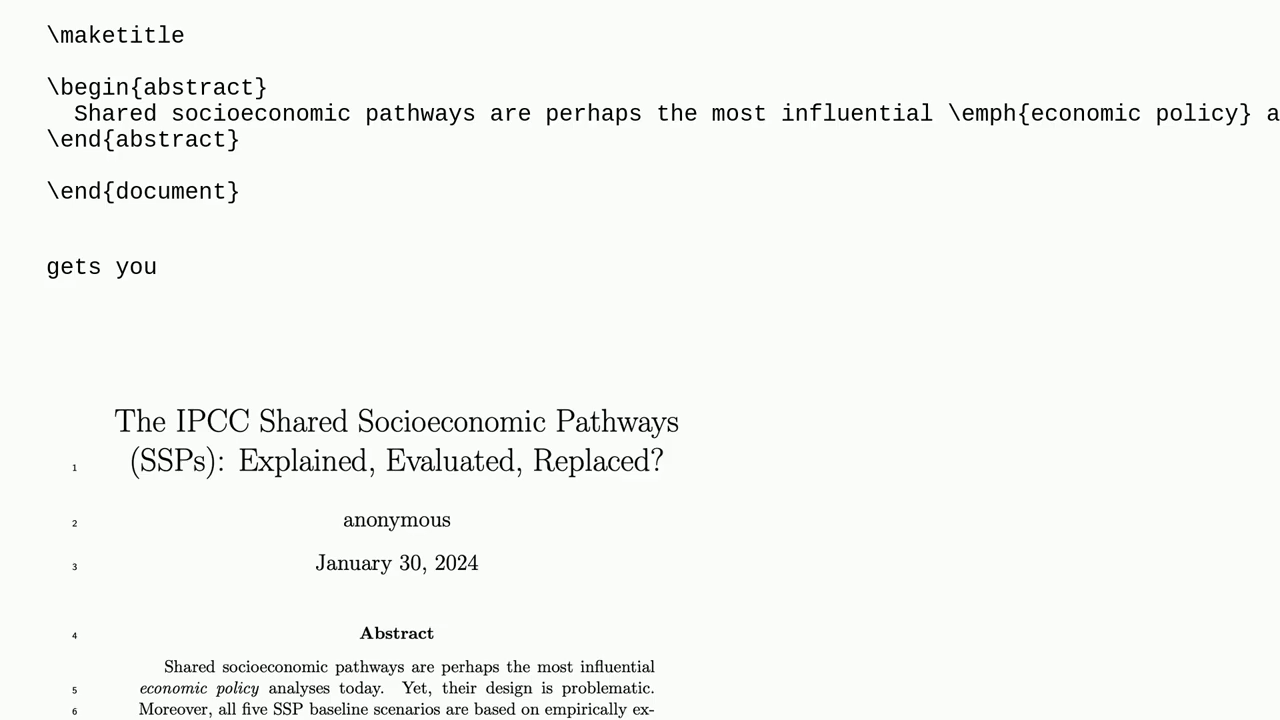 \maketitle
\begin{abstract}
Shared socioeconomic pathways are perhaps the most influential \emph{economic policy} a
\end{abstract}
\end{document}
gets you
The IPCC Shared Socioeconomic Pathways
1 (SSPs): Explained, Evaluated, Replaced?
2 anonymous
3 January 30, 2024
4 Abstract
Shared socioeconomic pathways are perhaps the most influential
5 economic policy analyses today. Yet, their design is problematic.
6 Moreover, all five SSP baseline scenarios are based on empirically ex-